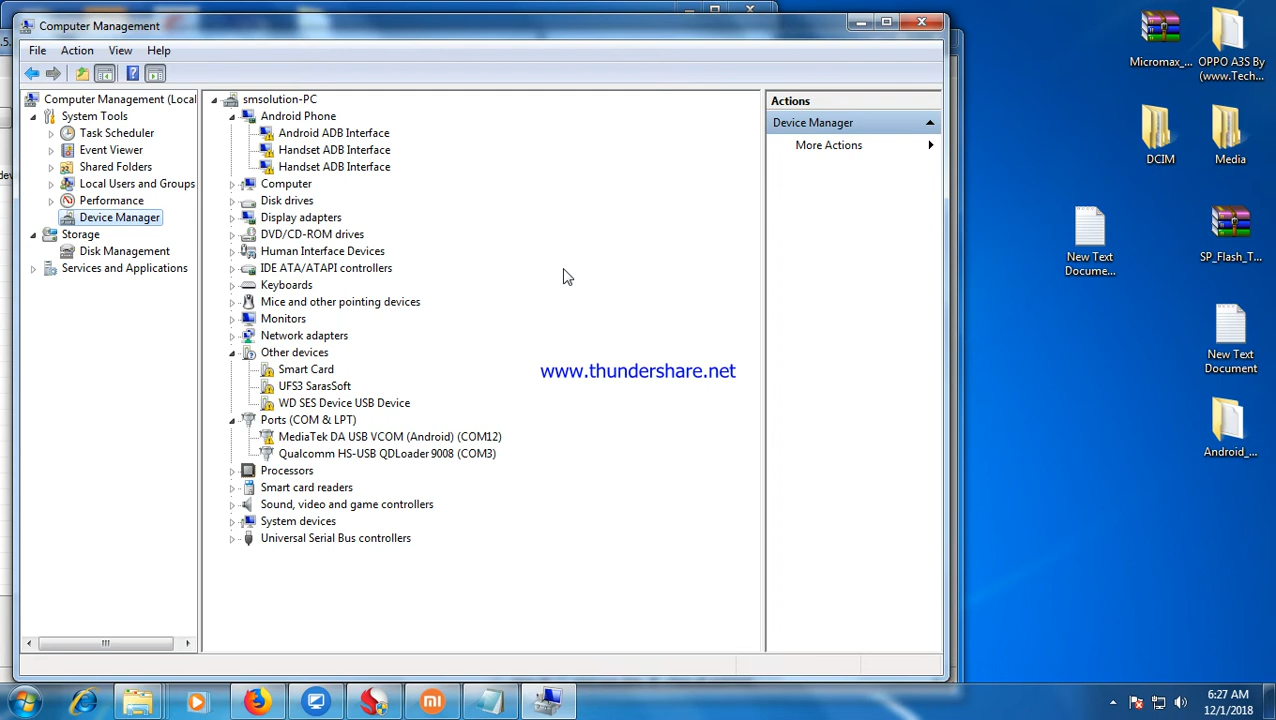 Computer Management
File Action View Help
Computer Management (Local
System Tools
Task Scheduler
Event Viewer
Shared Folders
Local Users and Groups
Performance
Device Manager
Storage
Disk Management
Services and Applications
smsolution-PC
Android Phone
Android ADB Interface
Handset ADB Interface
Handset ADB Interface
Computer
Disk drives
Display adapters
DVD/CD-ROM drives
Human Interface Devices
IDE ATA/ATAPI controllers
Keyboards
Mice and other pointing devices
Monitors
Network adapters
Other devices
Smart Card
UFS3 SarasSoft
WD SES Device USB Device
Ports (COM & LPT)
MediaTek DA USB VCOM (Android) (COM12)
Qualcomm HS-USB QDLoader 9008 (COM3)
Processors
Smart card readers
Sound, video and game controllers
System devices
Universal Serial Bus controllers
www.thundershare.net
Actions
Device Manager
More Actions
Micromax_...
OPPO A3S By
(www.Tech...
DCIM
Media
New Text
Docume...
SP_Flash_T...
New Text
Document
Android_...
6:27 AM
12/1/2018